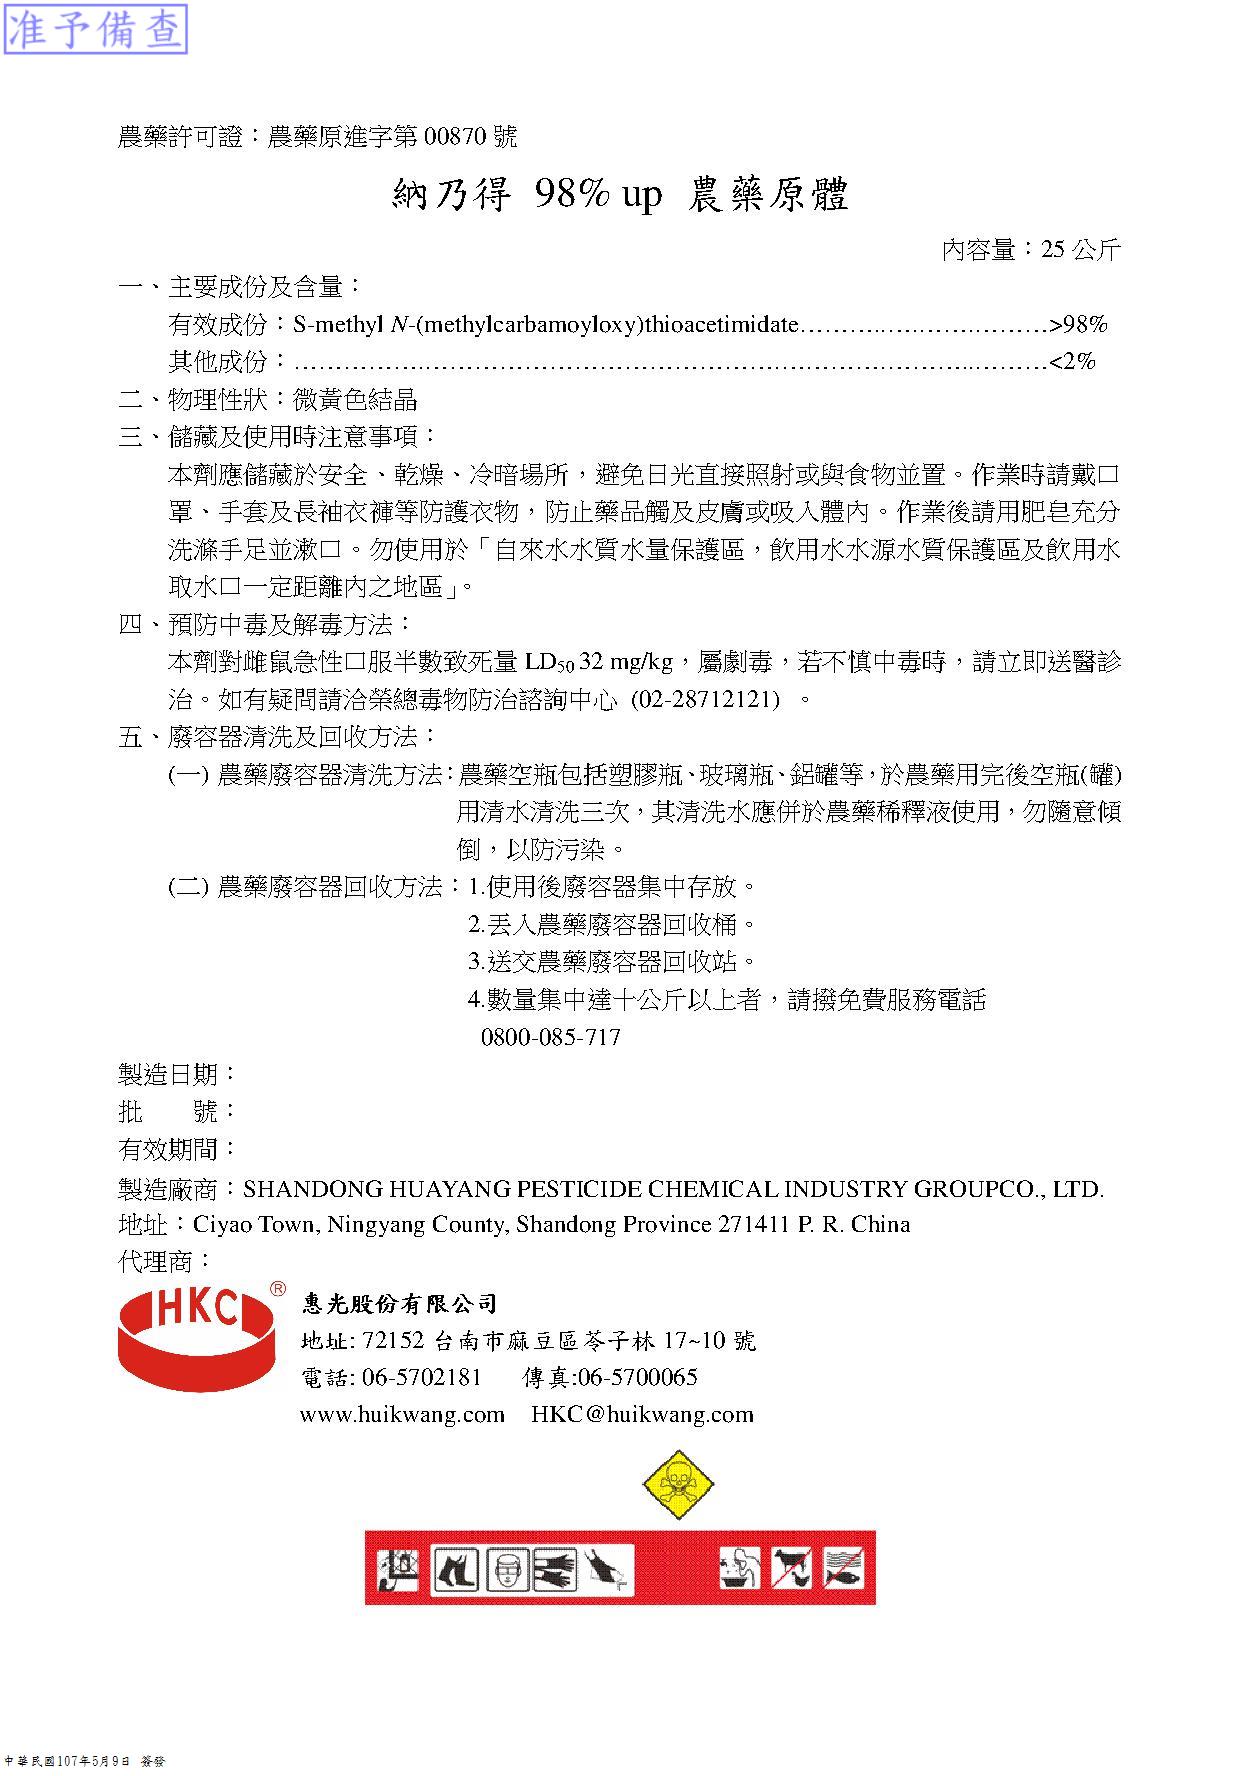 准予備查
農藥許可證：農藥原進字第 00870 號
納乃得 98% up 農藥原體
內容量：25 公斤
一、主要成份及含量：
有效成份：S-methyl N-(methylcarbamoyloxy)thioacetimidate…………………………>98%
其他成份：……………………………………………………………………………………<2%
二、物理性狀：微黃色結晶
三、儲藏及使用時注意事項：
本劑應儲藏於安全、乾燥、冷暗場所，避免日光直接照射或與食物並置。作業時請戴口
罩、手套及長袖衣褲等防護衣物，防止藥品觸及皮膚或吸入體內。作業後請用肥皂充分
洗滌手足並漱口。勿使用於「自來水水質水量保護區，飲用水水源水質保護區及飲用水
取水口一定距離內之地區」。
四、預防中毒及解毒方法：
本劑對雌鼠急性口服半數致死量 LD50 32 mg/kg，屬劇毒，若不慎中毒時，請立即送醫診
治。如有疑問請洽榮總毒物防治諮詢中心 (02-28712121) 。
五、廢容器清洗及回收方法：
(一) 農藥廢容器清洗方法：農藥空瓶包括塑膠瓶、玻璃瓶、鋁罐等，於農藥用完後空瓶(罐)
用清水清洗三次，其清洗水應併於農藥稀釋液使用，勿隨意傾
倒，以防污染。
(二) 農藥廢容器回收方法：1.使用後廢容器集中存放。
2.丟入農藥廢容器回收桶。
3.送交農藥廢容器回收站。
4.數量集中達十公斤以上者，請撥免費服務電話
0800-085-717
製造日期：
批　　號：
有效期間：
製造廠商：SHANDONG HUAYANG PESTICIDE CHEMICAL INDUSTRY GROUPCO., LTD.
地址：Ciyao Town, Ningyang County, Shandong Province 271411 P. R. China
代理商：
HKC ®
惠光股份有限公司
地址: 72152 台南市麻豆區苓子林 17~10 號
電話: 06-5702181 傳真:06-5700065
www.huikwang.com HKC@huikwang.com
中華民國107年5月9日 簽發